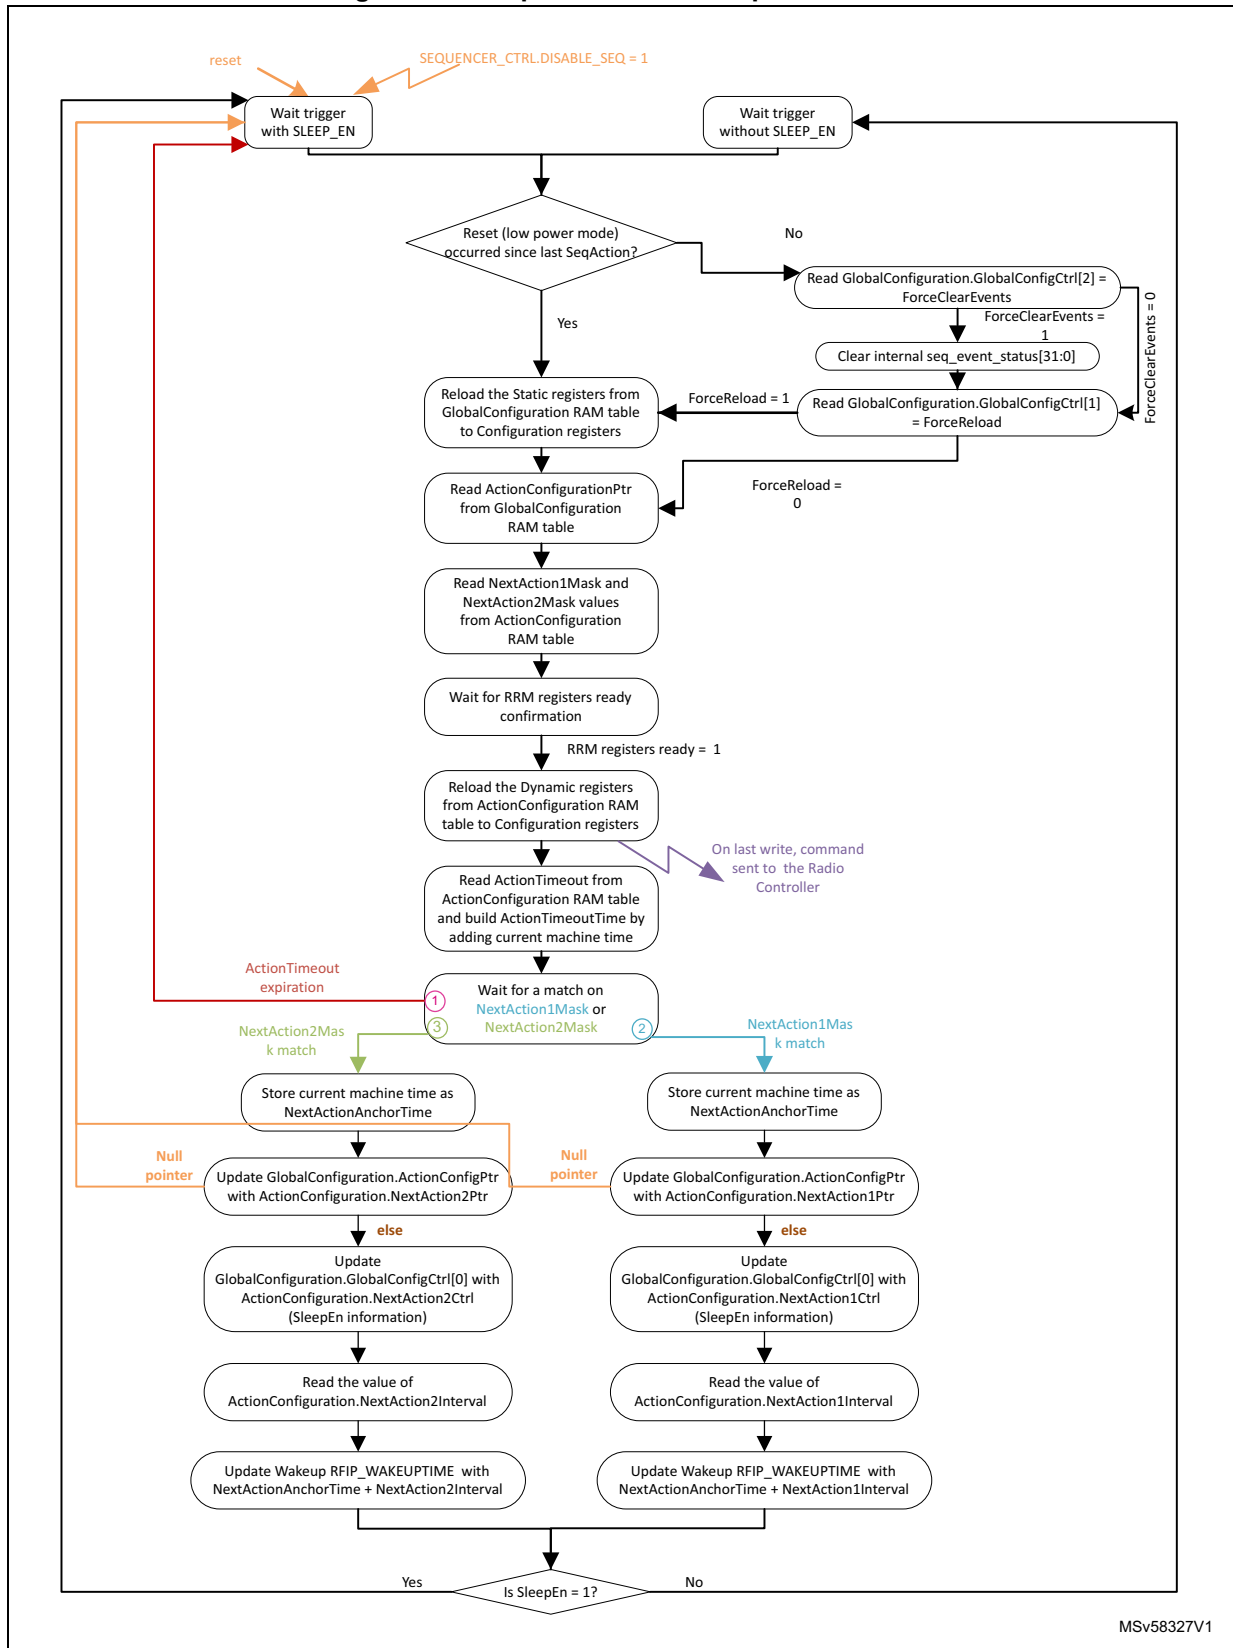 reset
SEQUENCER_CTRL.DISABLE_SEQ = 1
Wait trigger
with SLEEP_EN
Wait trigger
without SLEEP_EN
Reset (low power mode)
occurred since last SeqAction?
No
Read GlobalConfiguration.GlobalConfigCtrl[2] =
ForceClearEvents
ForceClearEvents = 0
Yes
ForceClearEvents =
1
Clear internal seq_event_status[31:0]
Reload the Static registers from
GlobalConfiguration RAM table
to Configuration registers
ForceReload = 1
Read GlobalConfiguration.GlobalConfigCtrl[1]
= ForceReload
Read ActionConfigurationPtr
from GlobalConfiguration
RAM table
ForceReload =
0
Read NextAction1Mask and
NextAction2Mask values
from ActionConfiguration
RAM table
Wait for RRM registers ready
confirmation
RRM registers ready = 1
Reload the Dynamic registers
from ActionConfiguration RAM
table to Configuration registers
On last write, command
sent to the Radio
Controller
Read ActionTimeout from
ActionConfiguration RAM table
and build ActionTimeoutTime by
adding current machine time
ActionTimeout
expiration
Wait for a match on
NextAction1Mask or
NextAction2Mask
1
3
2
NextAction2Mas
k match
NextAction1Mas
k match
Store current machine time as
NextActionAnchorTime
Store current machine time as
NextActionAnchorTime
Null
pointer
Update GlobalConfiguration.ActionConfigPtr
with ActionConfiguration.NextAction2Ptr
Null
pointer
Update GlobalConfiguration.ActionConfigPtr
with ActionConfiguration.NextAction1Ptr
else
else
Update
GlobalConfiguration.GlobalConfigCtrl[0] with
ActionConfiguration.NextAction2Ctrl
(SleepEn information)
Update
GlobalConfiguration.GlobalConfigCtrl[0] with
ActionConfiguration.NextAction1Ctrl
(SleepEn information)
Read the value of
ActionConfiguration.NextAction2Interval
Read the value of
ActionConfiguration.NextAction1Interval
Update Wakeup RFIP_WAKEUPTIME with
NextActionAnchorTime + NextAction2Interval
Update Wakeup RFIP_WAKEUPTIME with
NextActionAnchorTime + NextAction1Interval
Yes
Is SleepEn = 1?
No
MSv58327V1